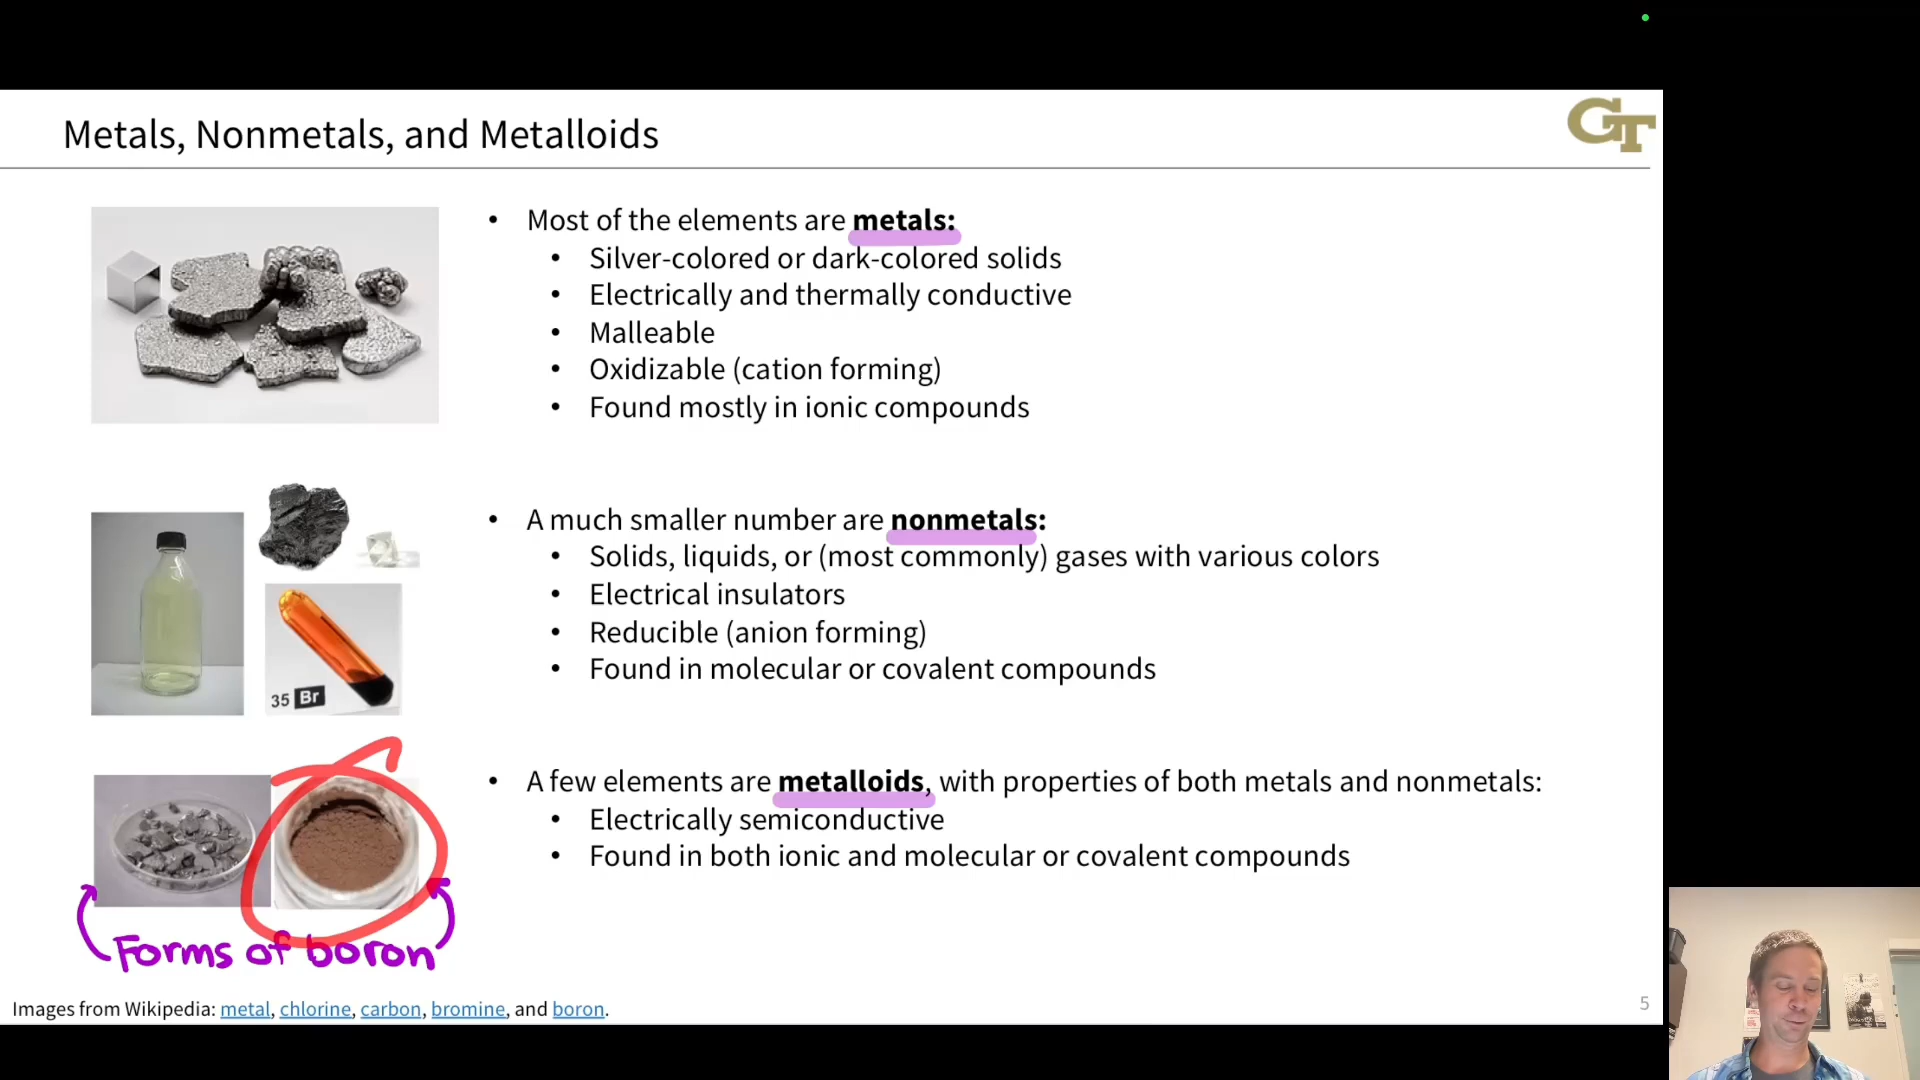 Metals, Nonmetals, and Metalloids
GT
• Most of the elements are metals:
• Silver-colored or dark-colored solids
• Electrically and thermally conductive
• Malleable
• Oxidizable (cation forming)
• Found mostly in ionic compounds
• A much smaller number are nonmetals:
• Solids, liquids, or (most commonly) gases with various colors
• Electrical insulators
• Reducible (anion forming)
• Found in molecular or covalent compounds
35 Br
• A few elements are metalloids, with properties of both metals and nonmetals:
• Electrically semiconductive
• Found in both ionic and molecular or covalent compounds
Forms of boron
Images from Wikipedia: metal, chlorine, carbon, bromine, and boron.
5